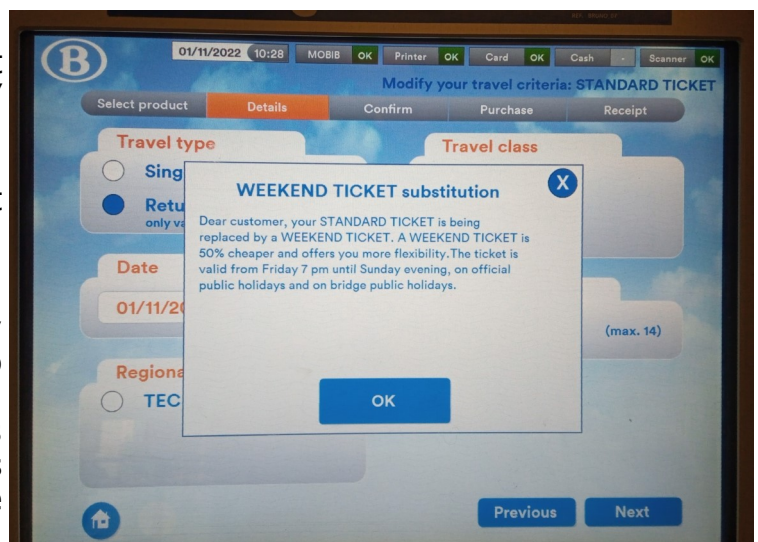 B
01/11/2022 10:28 MOBIB OK Printer OK Card OK Cash - Scanner OK
Modify your travel criteria: STANDARD TICKET
Select product Details Confirm Purchase Receipt
Travel type
Travel class
Sing
Retu
only va
WEEKEND TICKET substitution
X
Dear customer, your STANDARD TICKET is being
replaced by a WEEKEND TICKET. A WEEKEND TICKET is
50% cheaper and offers you more flexibility.The ticket is
valid from Friday 7 pm until Sunday evening, on official
public holidays and on bridge public holidays.
Date
01/11/20
(max. 14)
Regiona
TEC
OK
Previous Next